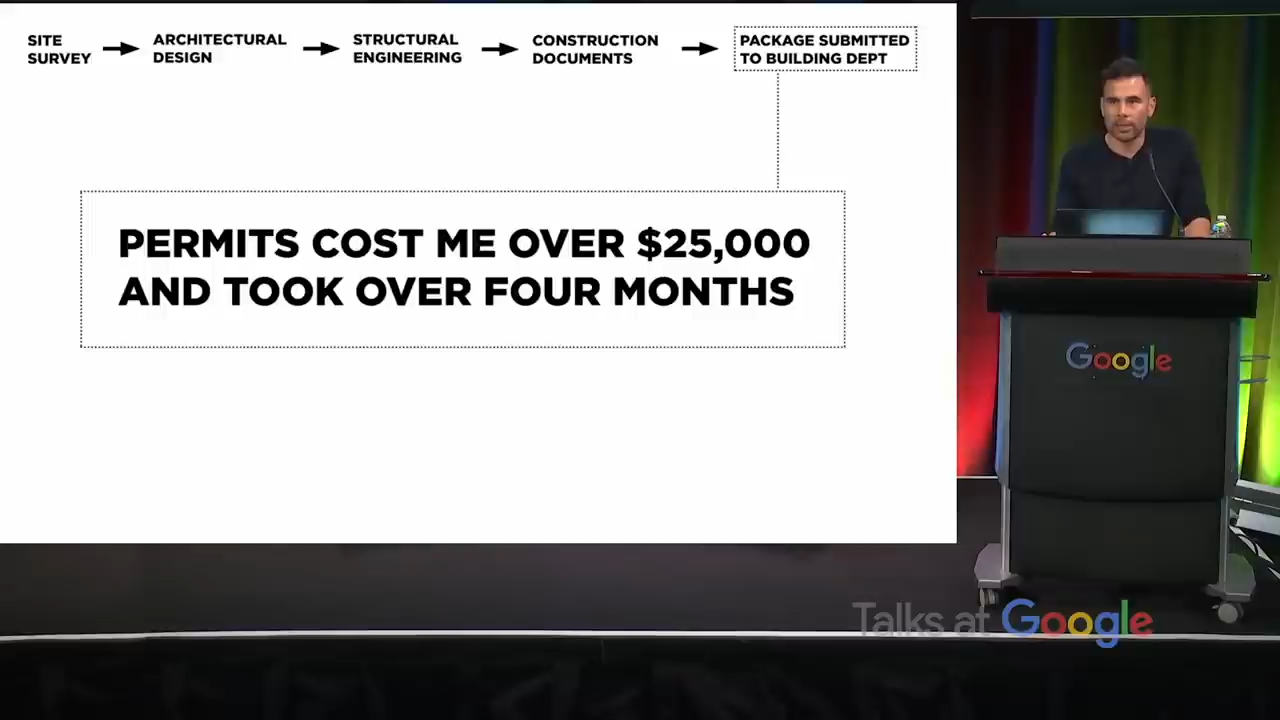 SITE
SURVEY
ARCHITECTURAL
DESIGN
STRUCTURAL
ENGINEERING
CONSTRUCTION
DOCUMENTS
PACKAGE SUBMITTED
TO BUILDING DEPT
PERMITS COST ME OVER $25,000
AND TOOK OVER FOUR MONTHS
Google
Talks at Google